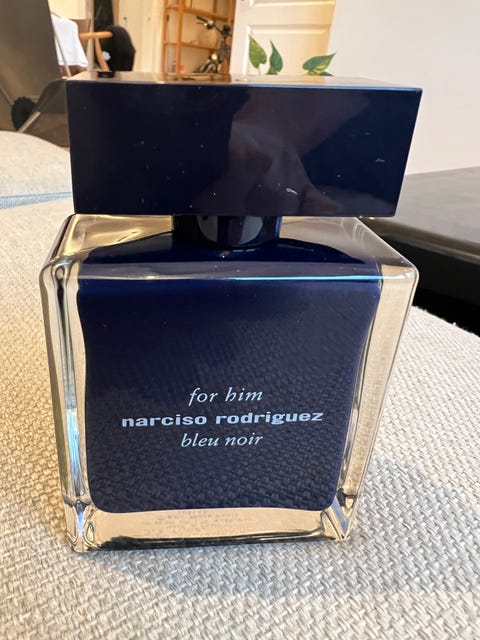 for him
narciso rodriguez
bleu noir